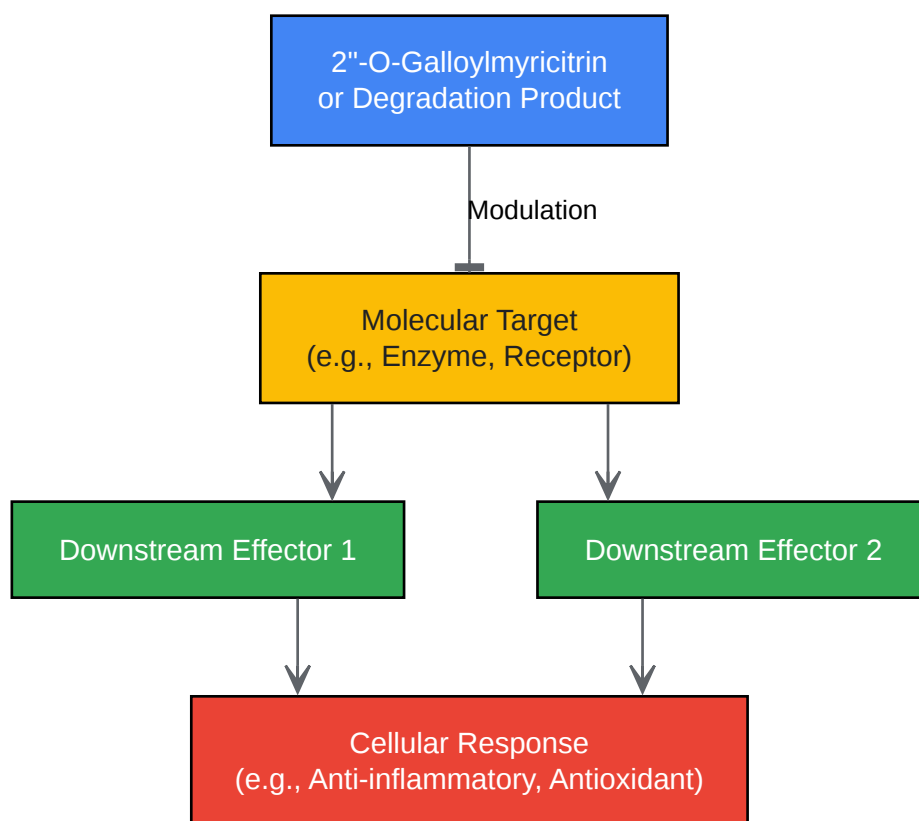 2"-O-Galloylmyricitrin
or Degradation Product
Modulation
Molecular Target
(e.g., Enzyme, Receptor)
Downstream Effector 1
Downstream Effector 2
Cellular Response
(e.g., Anti-inflammatory, Antioxidant)